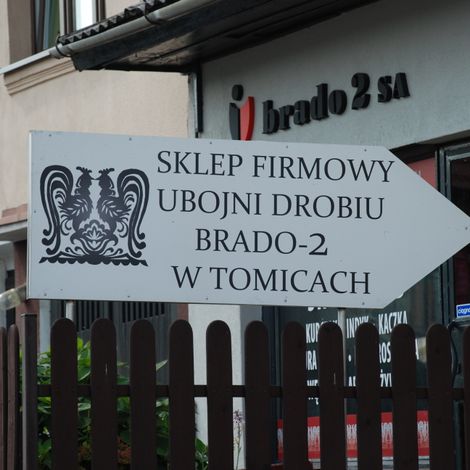 brado 2 SA
SKLEP FIRMOWY
UBOJNI DROBIU
BRADO-2
W TOMICACH
KACZKA